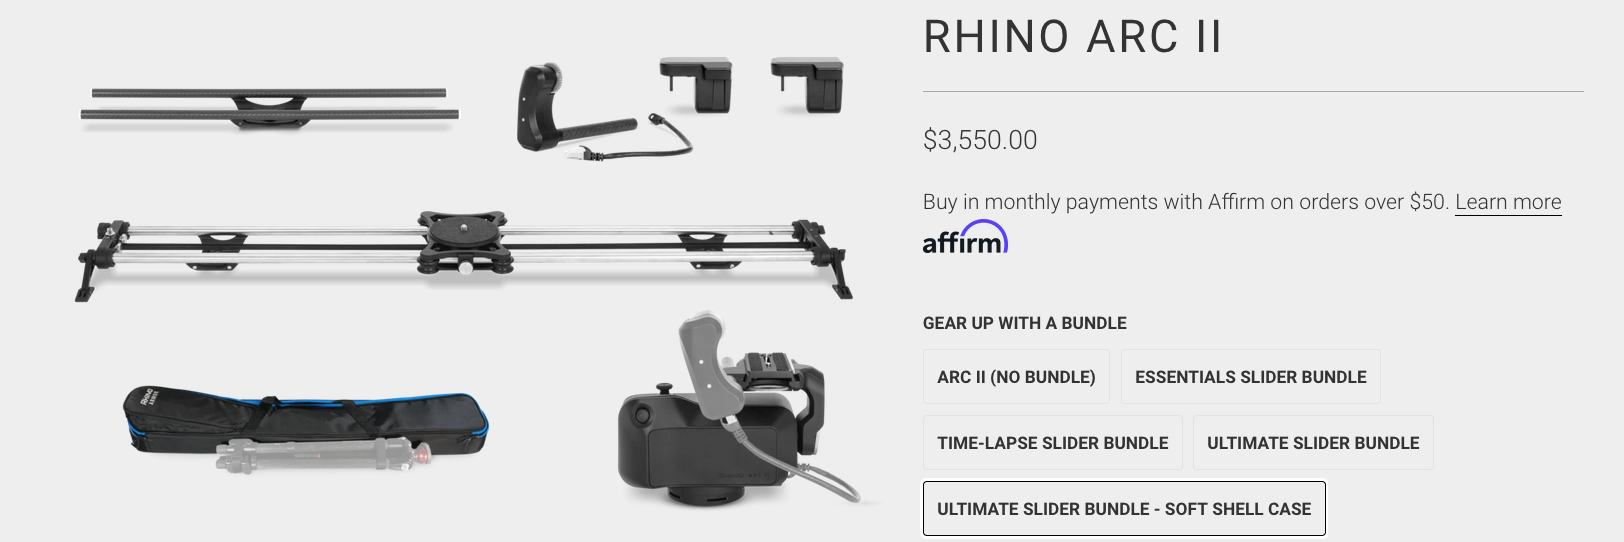 RHINO ARC II
$3,550.00
Buy in monthly payments with Affirm on orders over $50. Learn more
affirm
GEAR UP WITH A BUNDLE
ARC II (NO BUNDLE)
ESSENTIALS SLIDER BUNDLE
TIME-LAPSE SLIDER BUNDLE
ULTIMATE SLIDER BUNDLE
ULTIMATE SLIDER BUNDLE - SOFT SHELL CASE
RHINO